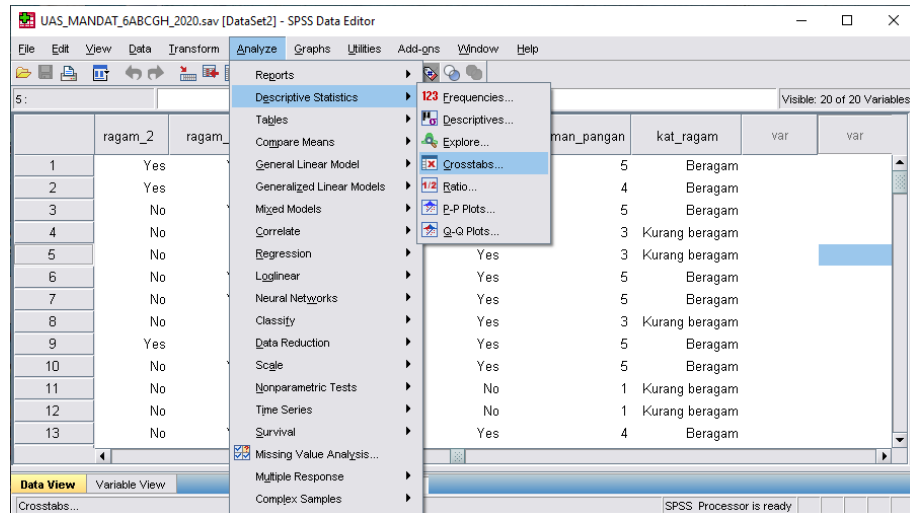 UAS_MANDAT_6ABCGH_2020.sav [DataSet2] - SPSS Data Editor
File Edit View Data Transform Analyze Graphs Utilities Add-ons Window Help
5 : Visible: 20 of 20 Variables
Reports
Descriptive Statistics
Tables
Compare Means
General Linear Model
Generalized Linear Models
Mixed Models
Correlate
Regression
Loglinear
Neural Networks
Classify
Data Reduction
Scale
Nonparametric Tests
Time Series
Survival
Missing Value Analysis...
Multiple Response
Complex Samples
123 Frequencies...
Descriptives...
Explore...
Crosstabs...
1/2 Ratio...
P-P Plots...
Q-Q Plots...
ragam_2 ragam_ man_pangan kat_ragam var var
1 Yes 5 Beragam
2 Yes 4 Beragam
3 No 5 Beragam
4 No 3 Kurang beragam
5 No Yes 3 Kurang beragam
6 No Yes 5 Beragam
7 No Yes 5 Beragam
8 No Yes 3 Kurang beragam
9 Yes Yes 5 Beragam
10 No Yes 5 Beragam
11 No No 1 Kurang beragam
12 No No 1 Kurang beragam
13 No Yes 4 Beragam
Data View Variable View
Crosstabs... SPSS Processor is ready